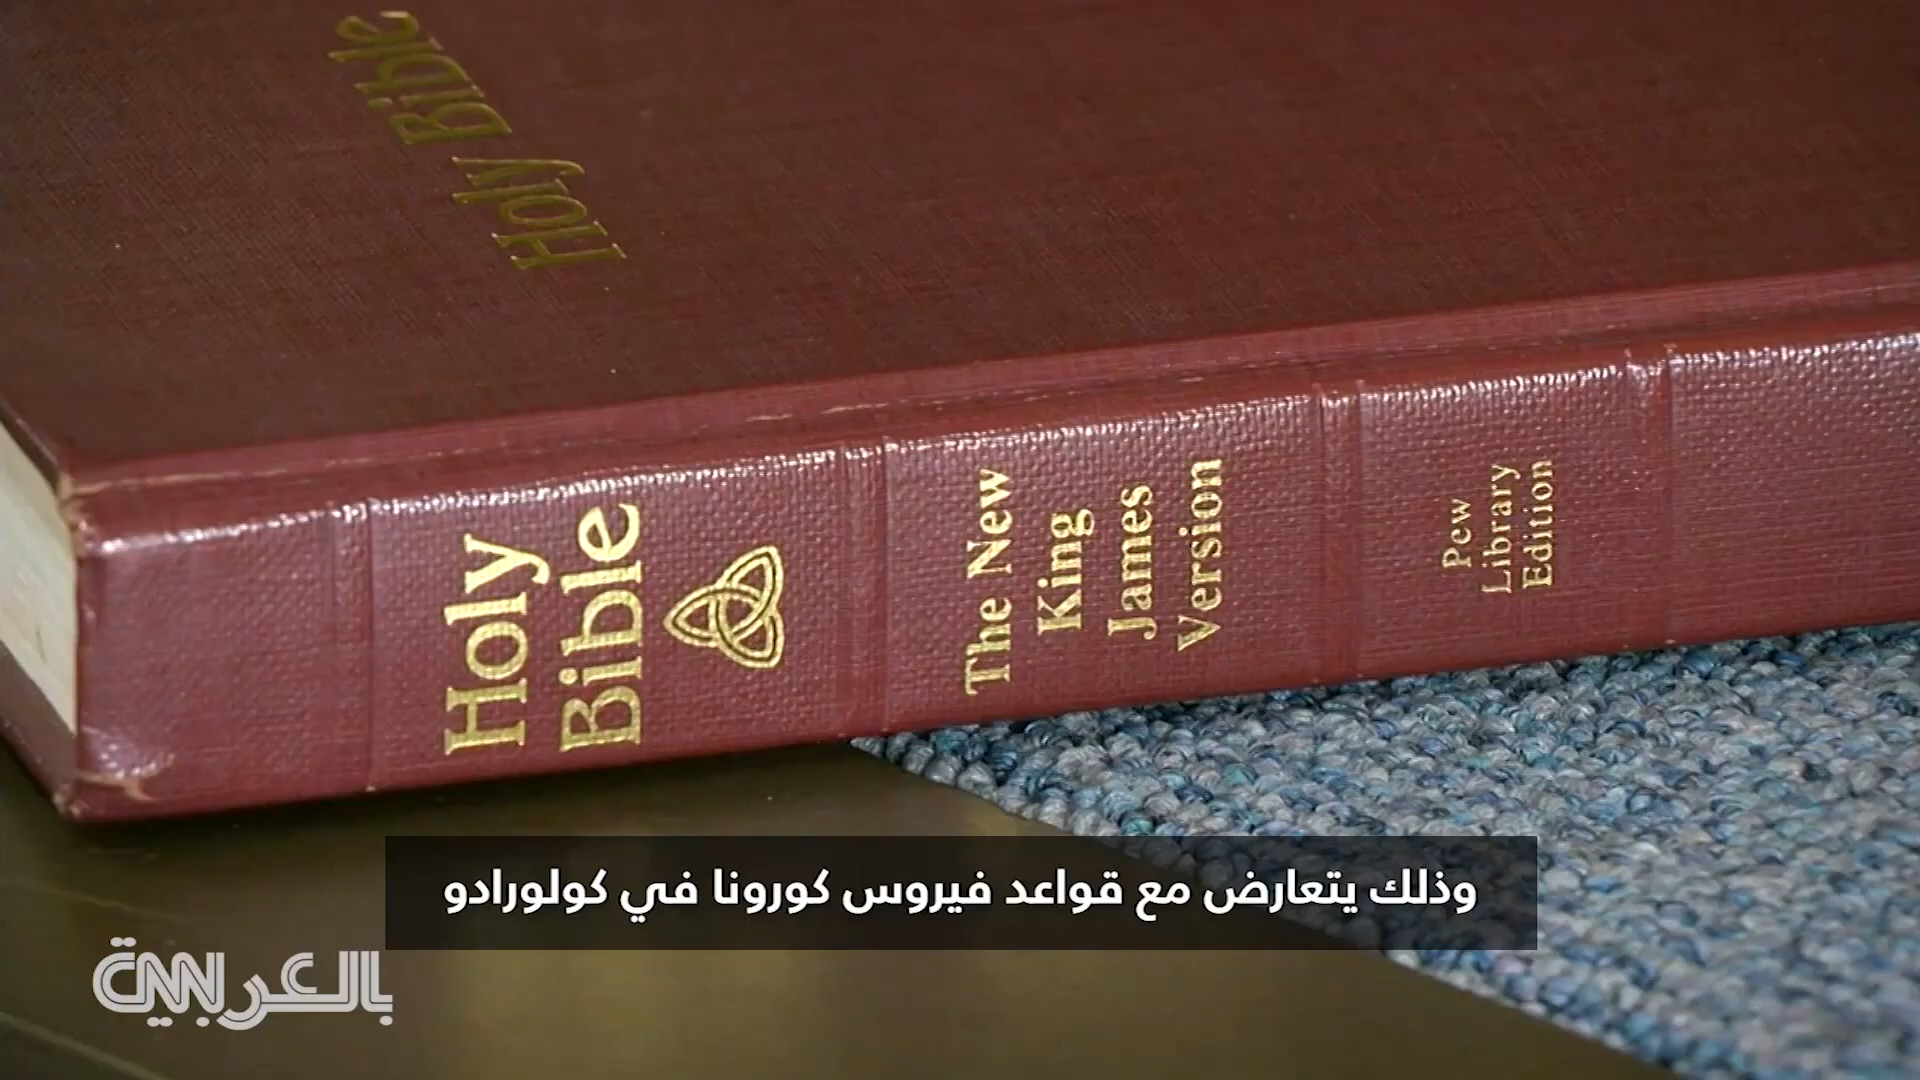 Holy Bible
Holy
Bible
The New
King
James
Version
Pew
Library
Edition
وذلك يتعارض مع قواعد فيروس كورونا في كولورادو
CNN بالعربية